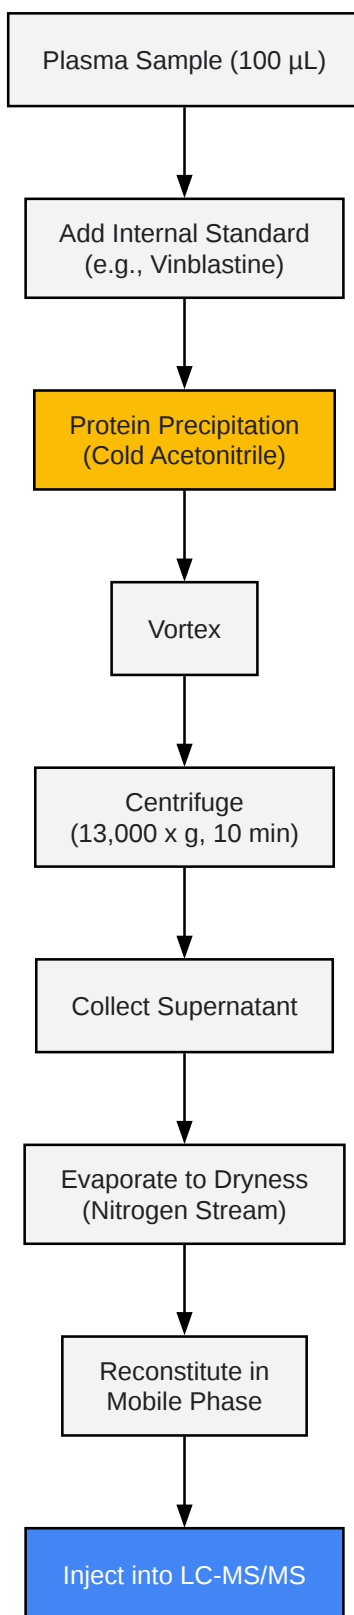 Plasma Sample (100 µL)
Add Internal Standard
(e.g., Vinblastine)
Protein Precipitation
(Cold Acetonitrile)
Vortex
Centrifuge
(13,000 x g, 10 min)
Collect Supernatant
Evaporate to Dryness
(Nitrogen Stream)
Reconstitute in
Mobile Phase
Inject into LC-MS/MS